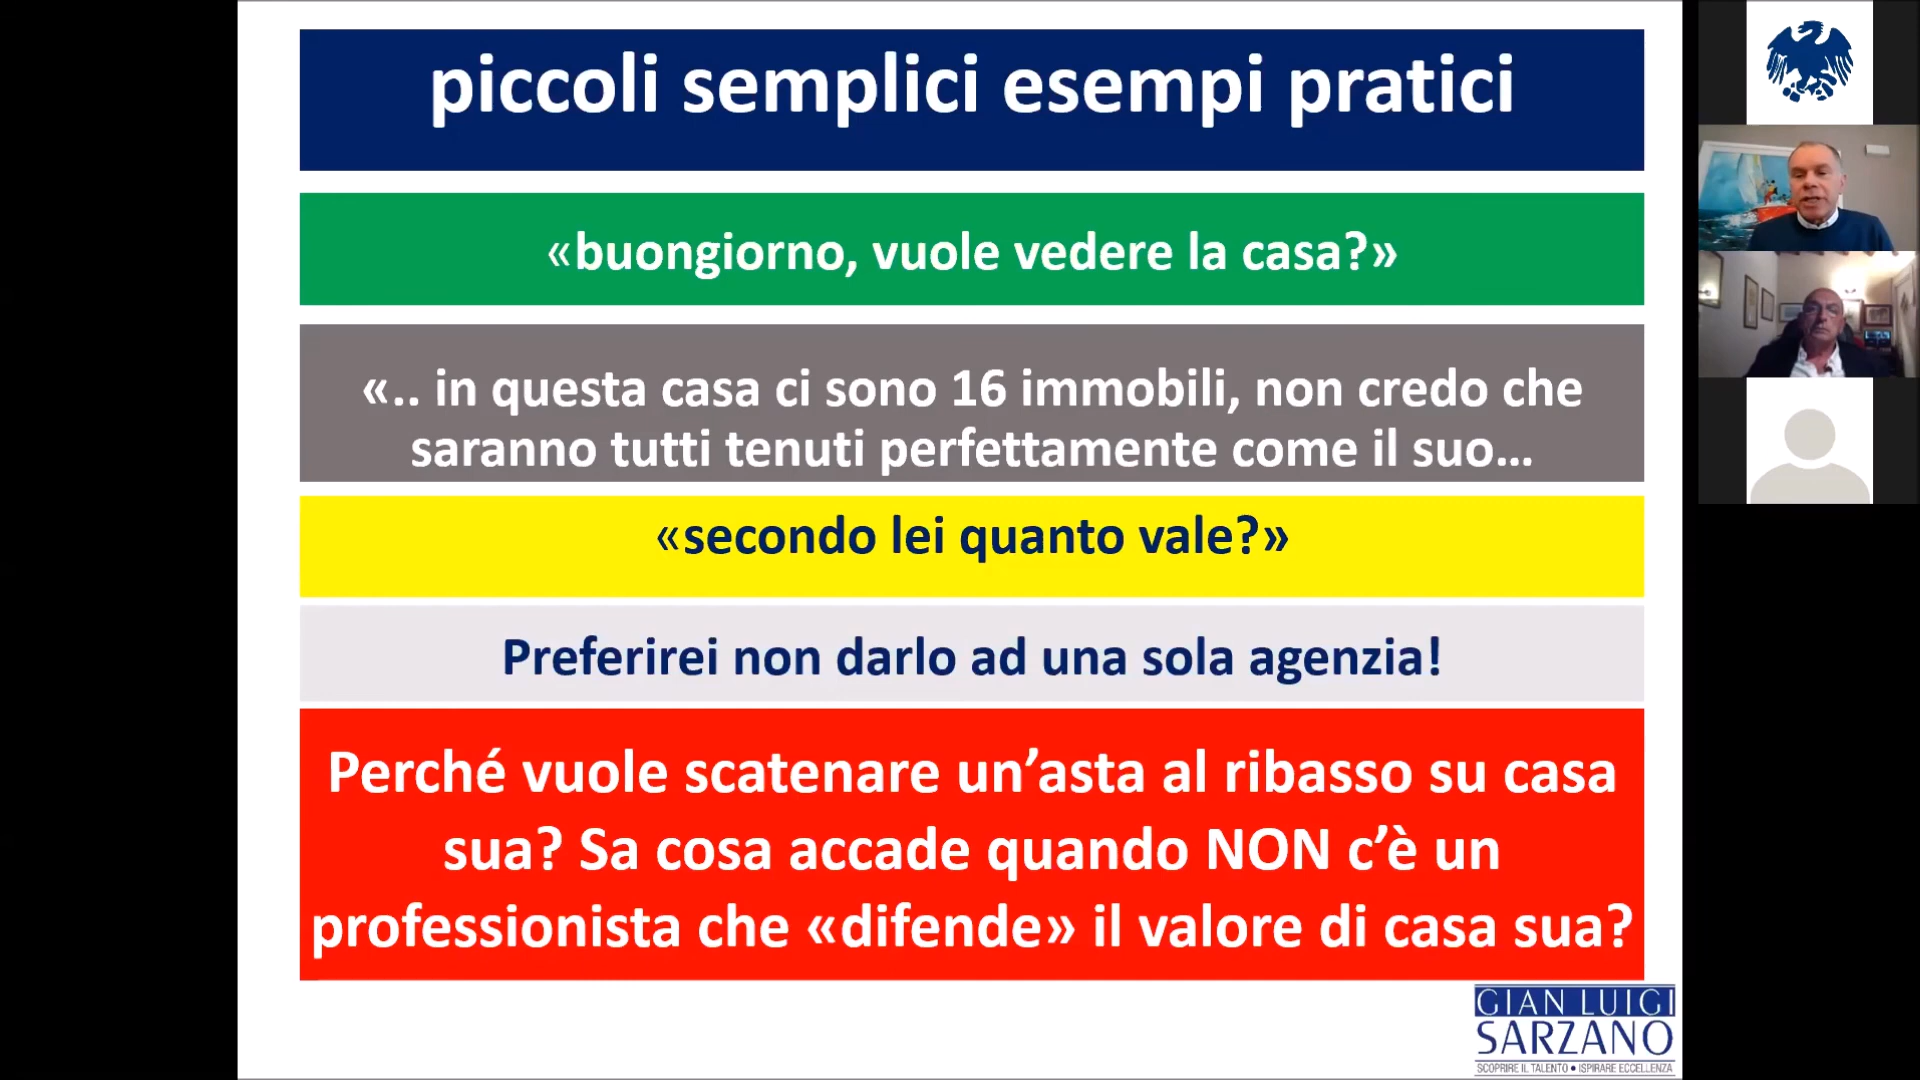 piccoli semplici esempi pratici
«buongiorno, vuole vedere la casa?»
«.. in questa casa ci sono 16 immobili, non credo che
saranno tutti tenuti perfettamente come il suo...
«secondo lei quanto vale?»
Preferirei non darlo ad una sola agenzia!
Perché vuole scatenare un’asta al ribasso su casa
sua? Sa cosa accade quando NON c’è un
professionista che «difende» il valore di casa sua?
GIAN LUIGI
SARZANO
SCOPRIRE IL TALENTO • ISPIRARE ECCELLENZA